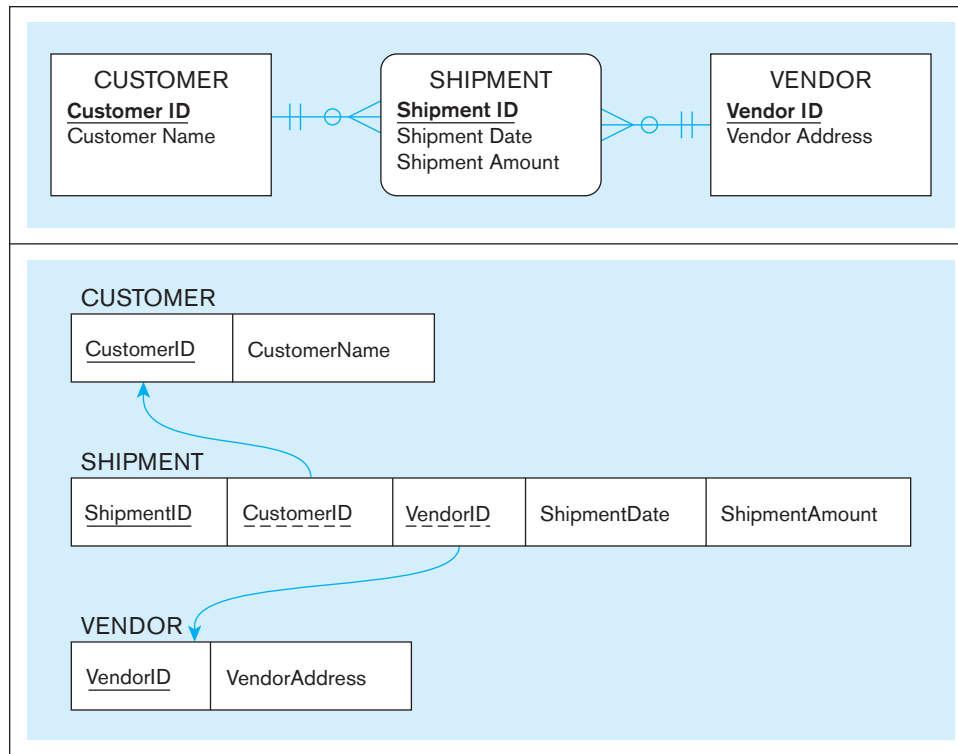 CUSTOMER
Customer ID
Customer Name
SHIPMENT
Shipment ID
Shipment Date
Shipment Amount
VENDOR
Vendor ID
Vendor Address
CUSTOMER
CustomerID CustomerName
SHIPMENT
ShipmentID CustomerID VendorID ShipmentDate ShipmentAmount
VENDOR
VendorID VendorAddress